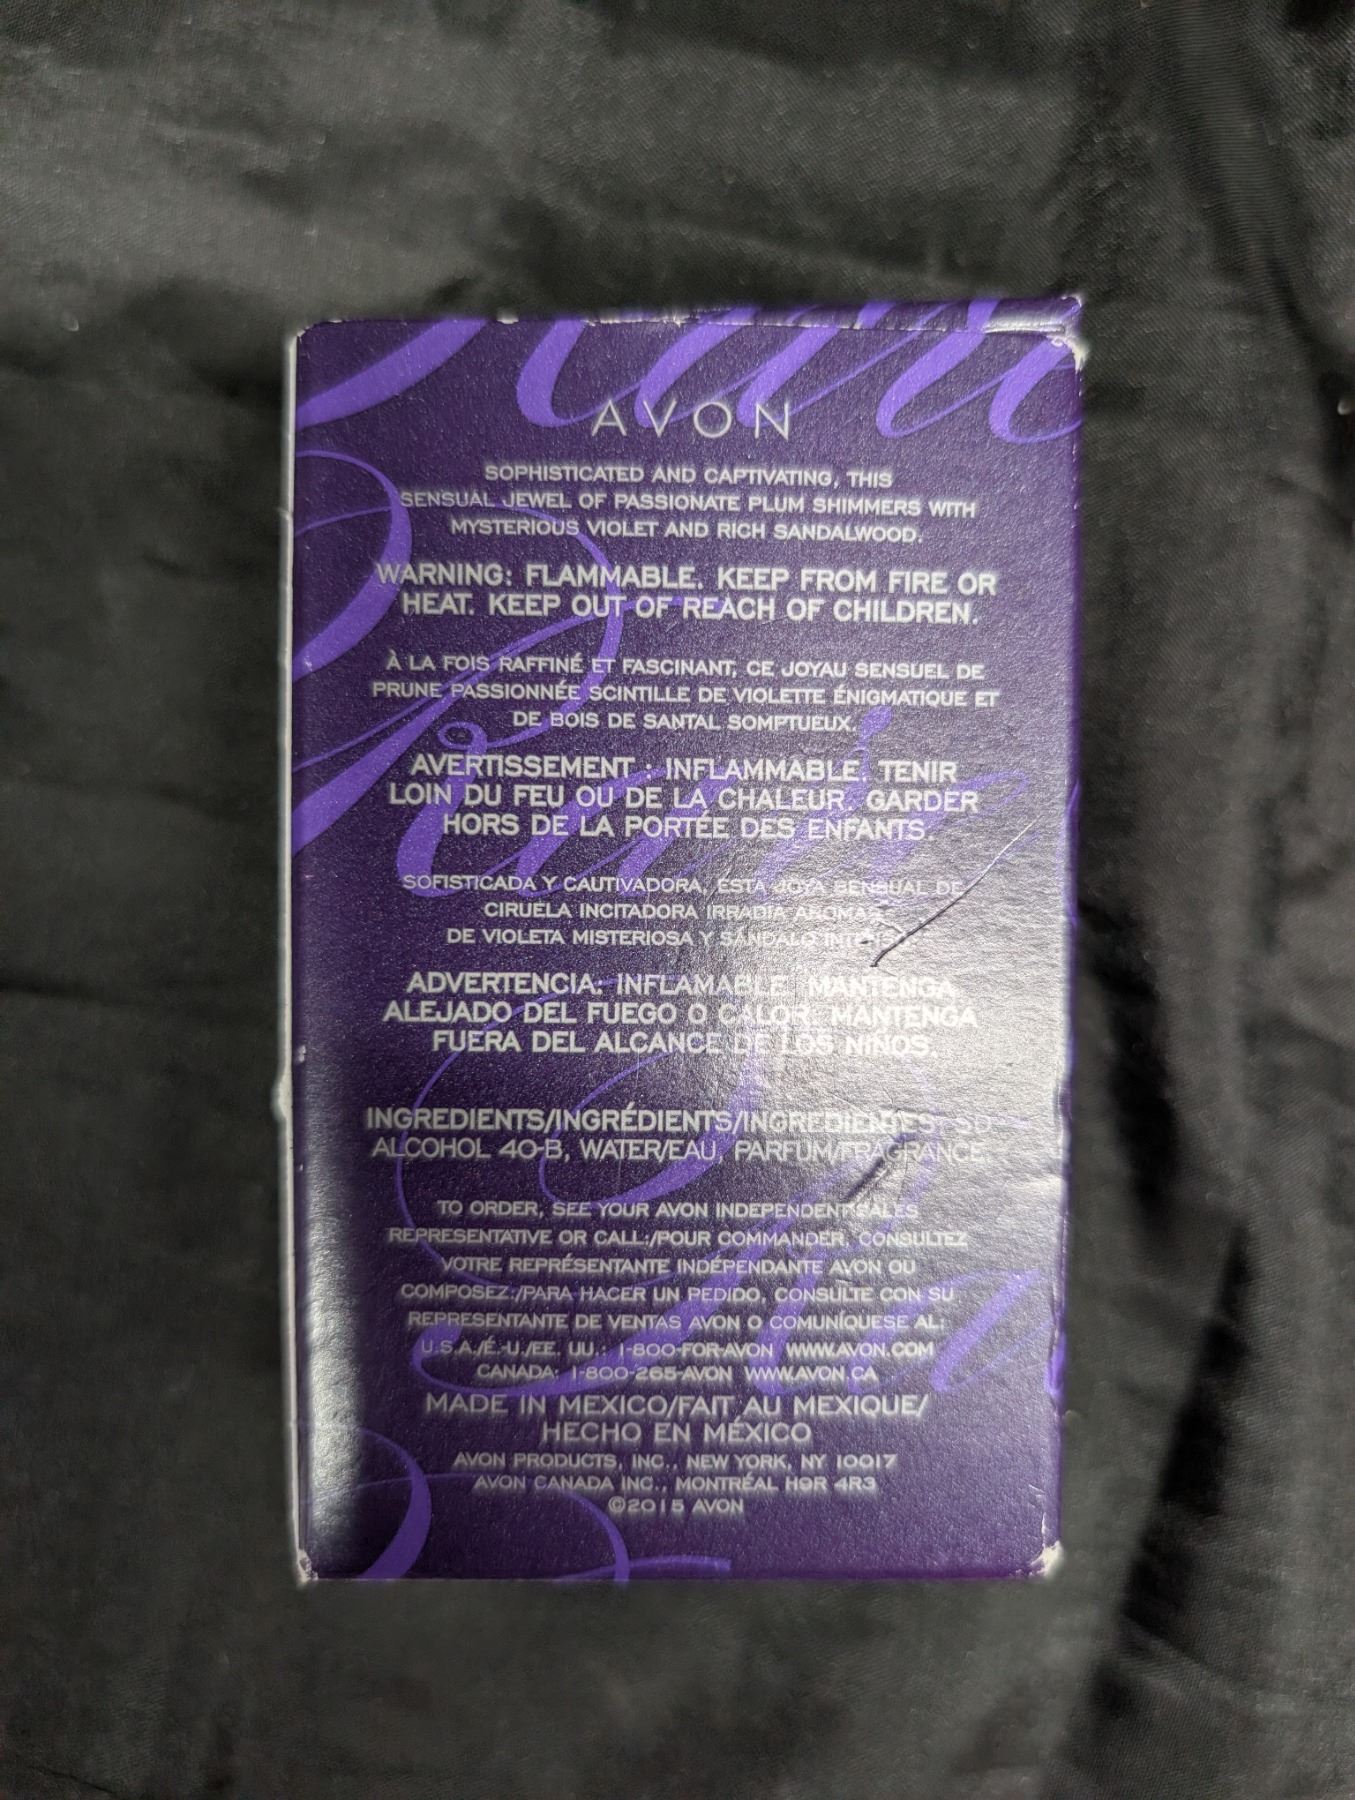 AVON
SOPHISTICATED AND CAPTIVATING, THIS
SENSUAL JEWEL OF PASSIONATE PLUM SHIMMERS WITH
MYSTERIOUS VIOLET AND RICH SANDALWOOD.
WARNING: FLAMMABLE. KEEP FROM FIRE OR
HEAT. KEEP OUT OF REACH OF CHILDREN.
À LA FOIS RAFFINÉ ET FASCINANT, CE JOYAU SENSUEL DE
PRUNE PASSIONNÉE SCINTILLE DE VIOLETTE ÉNIGMATIQUE ET
DE BOIS DE SANTAL SOMPTUEUX.
AVERTISSEMENT : INFLAMMABLE. TENIR
LOIN DU FEU OU DE LA CHALEUR. GARDER
HORS DE LA PORTÉE DES ENFANTS.
SOFISTICADA Y CAUTIVADORA, ESTA JOYA SENSUAL DE
CIRUELA INCITADORA IRRADIA AROMAS
DE VIOLETA MISTERIOSA Y SÁNDALO
ADVERTENCIA: INFLAMABLE. MANTENGA
ALEJADO DEL FUEGO O CALOR. MANTENGA
FUERA DEL ALCANCE DE LOS NIÑOS.
INGREDIENTS/INGRÉDIENTS/INGREDIENTES: SD
ALCOHOL 40-B, WATER/EAU, PARFUM/FRAGRANCE.
TO ORDER, SEE YOUR AVON INDEPENDENT SALES
REPRESENTATIVE OR CALL:/POUR COMMANDER, CONSULTEZ
VOTRE REPRÉSENTANTE INDÉPENDANTE AVON OU
COMPOSEZ:/PARA HACER UN PEDIDO, CONSULTE CON SU
REPRESENTANTE DE VENTAS AVON O COMUNÍQUESE AL:
U.S.A./É.-U./EE. UU.: 1-800-FOR-AVON WWW.AVON.COM
CANADA: 1-800-265-AVON WWW.AVON.CA
MADE IN MEXICO/FAIT AU MEXIQUE/
HECHO EN MÉXICO
AVON PRODUCTS, INC., NEW YORK, NY 10017
AVON CANADA INC., MONTRÉAL H9R 4R3
©2015 AVON